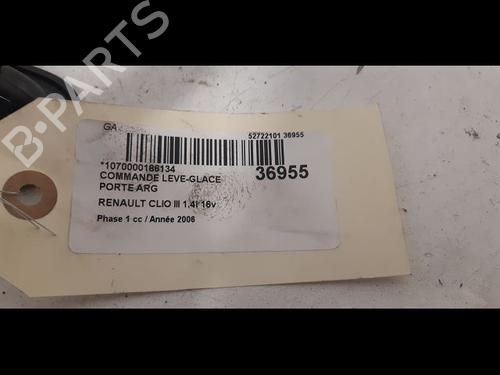 GA
52722101 36955
*1070000186134
36955
COMMANDE LEVE-GLACE
PORTE ARG
RENAULT CLIO III 1.4I 16v
Phase 1 cc / Année 2006
B-PARTS